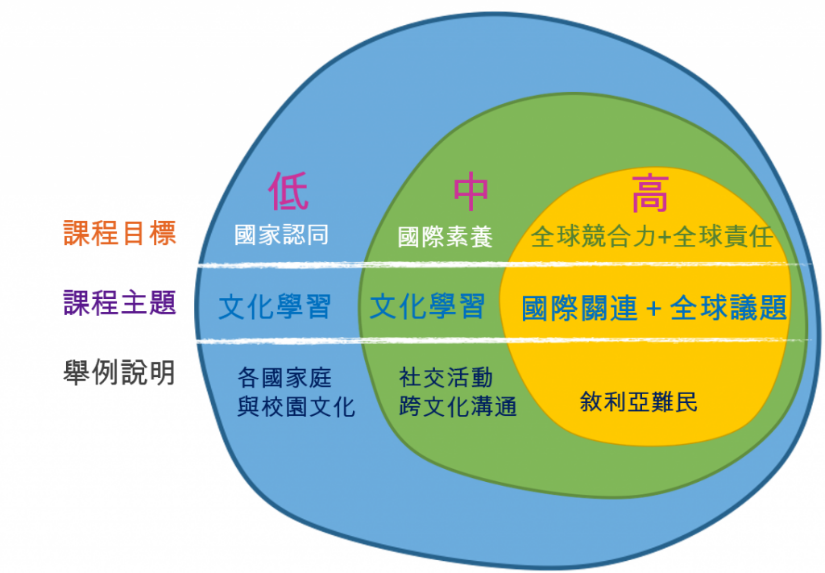 低 中 高
課程目標 國家認同 國際素養 全球競合力+全球責任
課程主題 文化學習 文化學習 國際關連+全球議題
舉例說明
各國家庭
與校園文化
社交活動
跨文化溝通
敘利亞難民